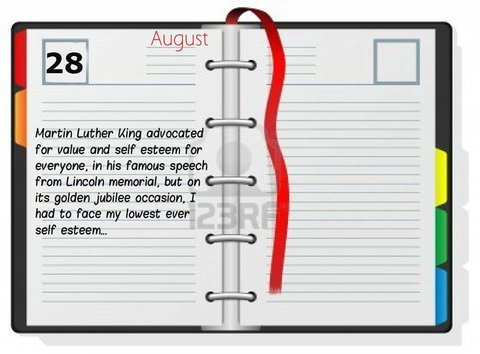 August
28
Martin Luther King advocated
for value and self esteem for
everyone, in his famous speech
from Lincoln memorial, but on
its golden jubilee occasion, I
had to face my lowest ever
self esteem...
123RF